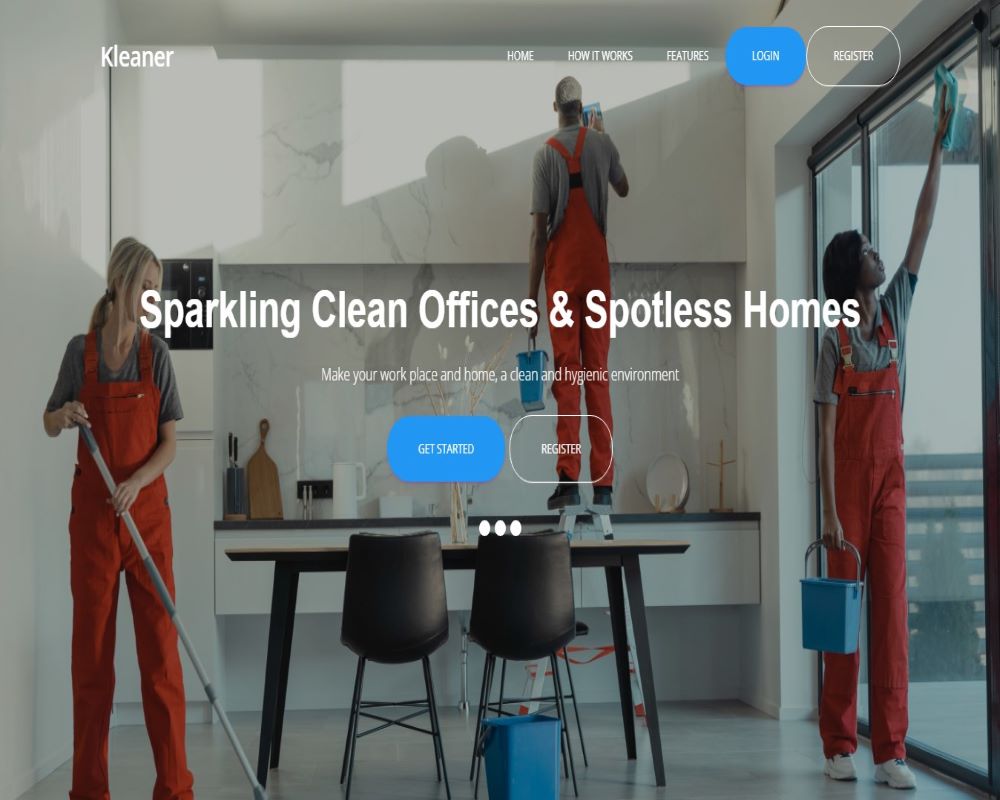 Kleaner
HOME
HOW IT WORKS
FEATURES
LOGIN
REGISTER
Sparkling Clean Offices & Spotless Homes
Make your work place and home, a clean and hygienic environment
GET STARTED
REGISTER